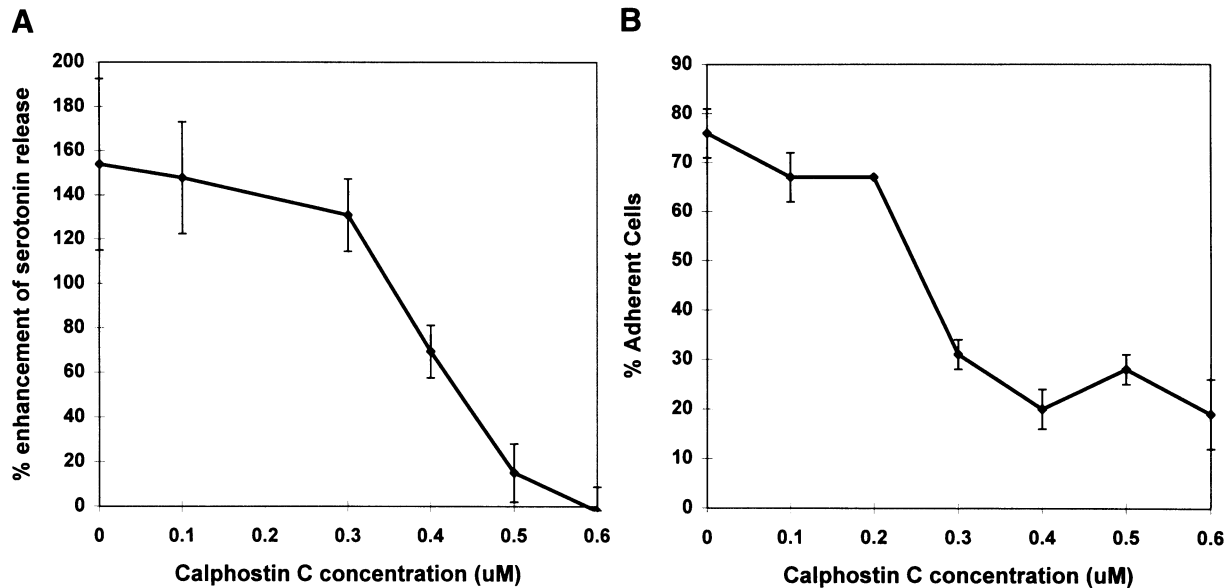 A
% enhancement of serotonin release
200
180
160
140
120
100
80
60
40
20
0
0 0.1 0.2 0.3 0.4 0.5 0.6
Calphostin C concentration (uM)
B
% Adherent Cells
90
80
70
60
50
40
30
20
10
0
0 0.1 0.2 0.3 0.4 0.5 0.6
Calphostin C concentration (uM)